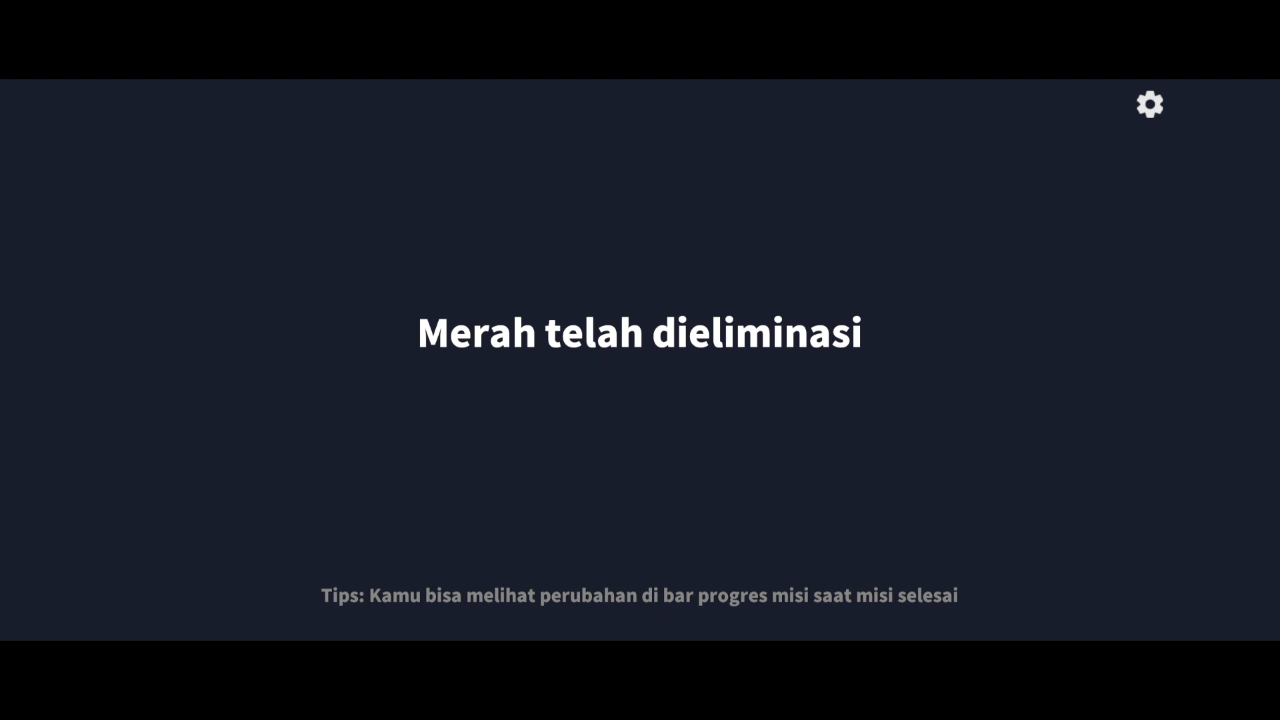 Merah telah dieliminasi
Tips: Kamu bisa melihat perubahan di bar progres misi saat misi selesai